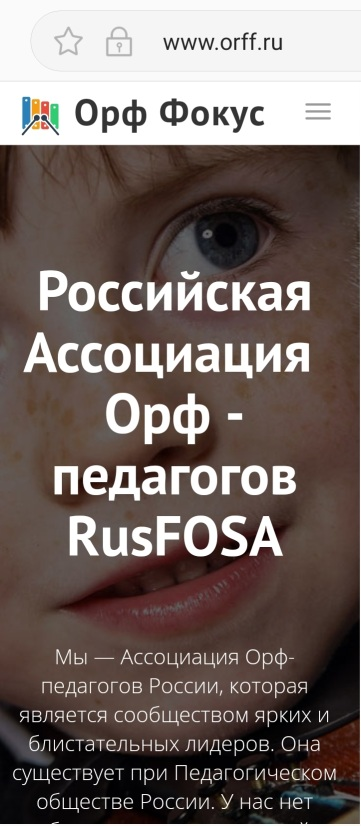 www.orff.ru
Орф Фокус
Российская
Ассоциация
Орф -
педагогов
RusFOSA
Мы — Ассоциация Орф-
педагогов России, которая
является сообществом ярких и
блистательных лидеров. Она
существует при Педагогическом
обществе России. У нас нет